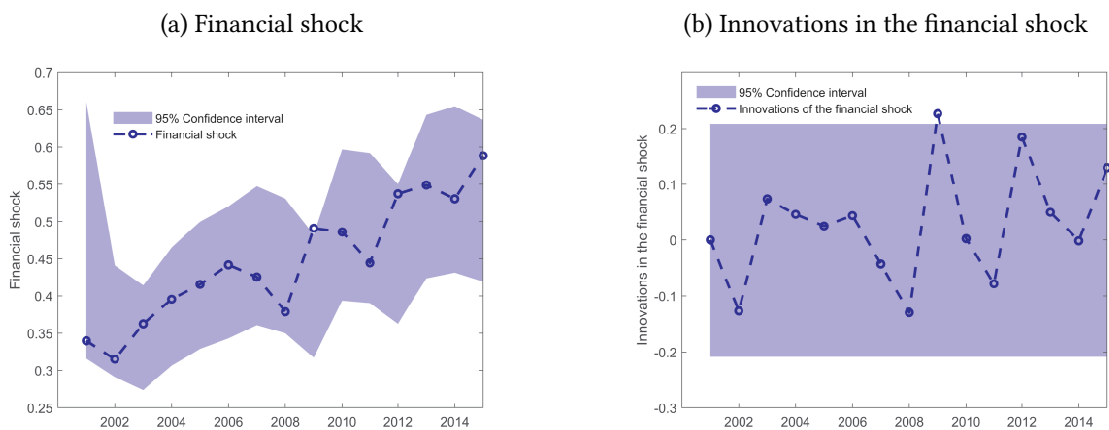 (a) Financial shock
0.7
0.65
0.6
0.55
0.5
0.45
0.4
0.35
0.3
0.25
Financial shock
95% Confidence interval
Financial shock
2002 2004 2006 2008 2010 2012 2014
(b) Innovations in the financial shock
0.2
0.1
0
-0.1
-0.2
-0.3
Innovations in the financial shock
95% Confidence interval
Innovations of the financial shock
2002 2004 2006 2008 2010 2012 2014